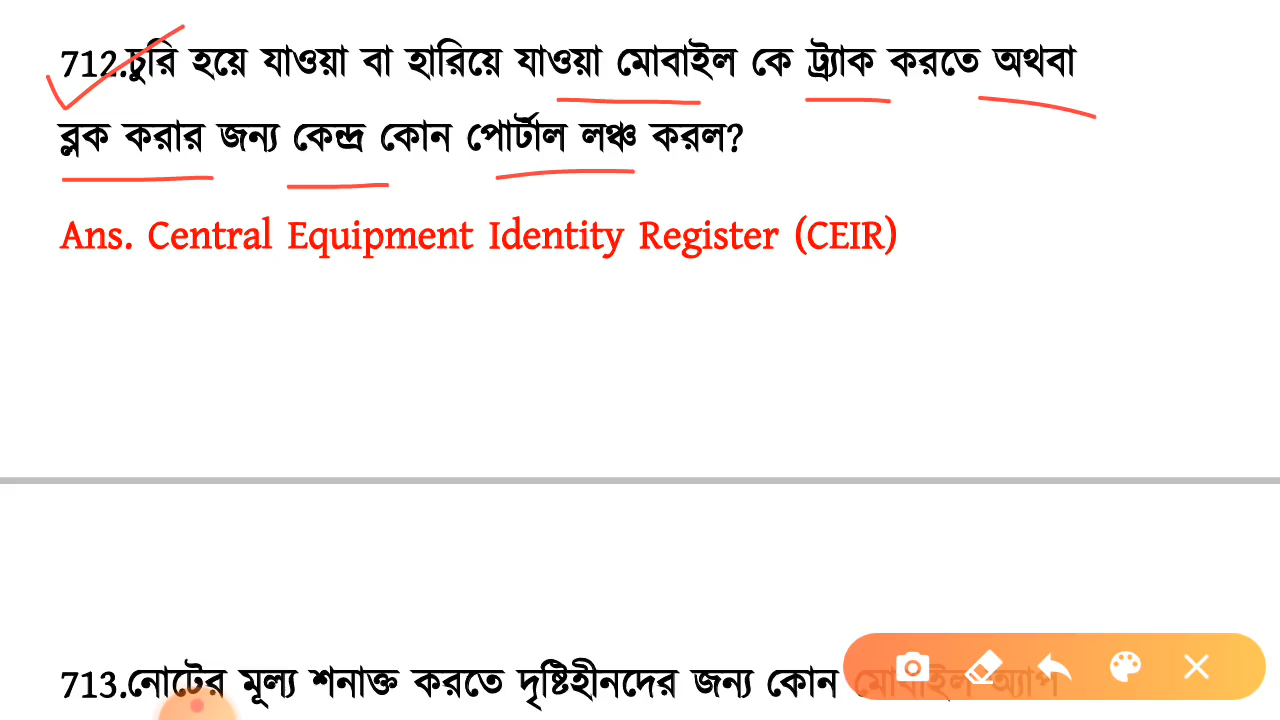 712.চুরি হয়ে যাওয়া বা হারিয়ে যাওয়া মোবাইল কে ট্র্যাক করতে অথবা
ব্লক করার জন্য কেন্দ্র কোন পোর্টাল লঞ্চ করল?
Ans. Central Equipment Identity Register (CEIR)
713.নোটের মূল্য শনাক্ত করতে দৃষ্টিহীনদের জন্য কোন মোবাইল অ্যাপ